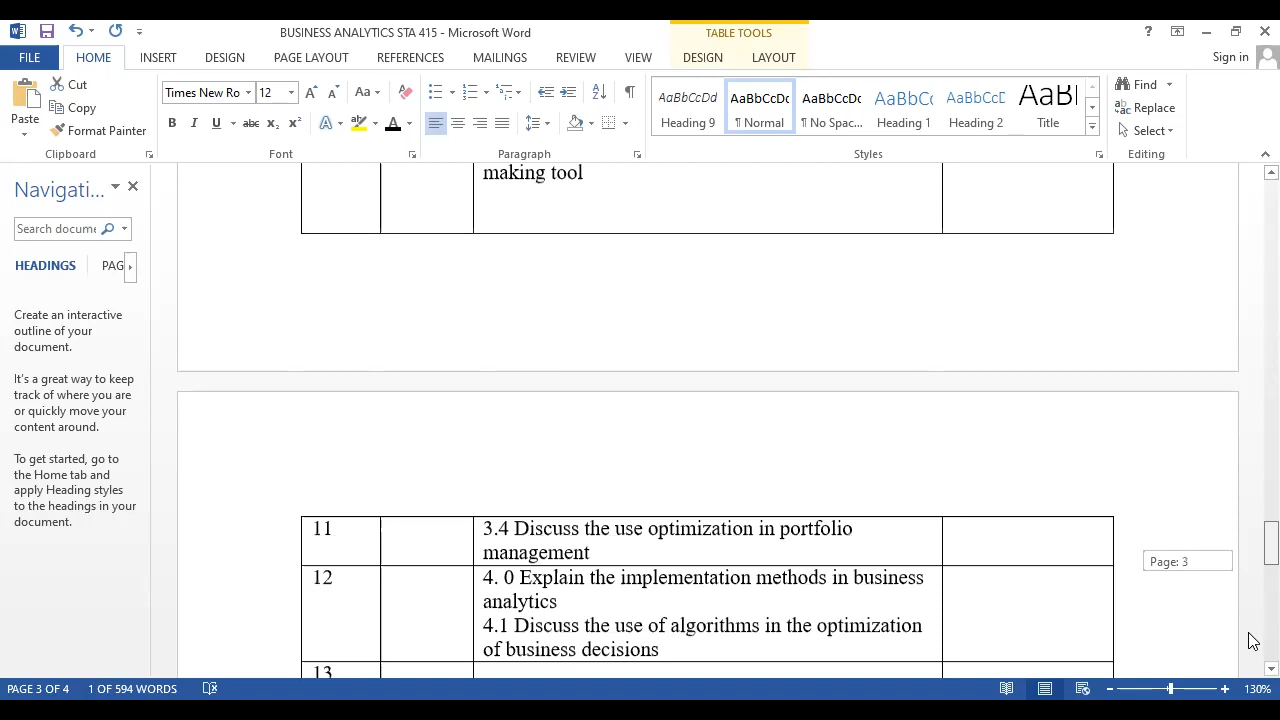 BUSINESS ANALYTICS STA 415 - Microsoft Word
TABLE TOOLS
Sign in
FILE HOME INSERT DESIGN PAGE LAYOUT REFERENCES MAILINGS REVIEW VIEW DESIGN LAYOUT
Paste
Cut
Copy
Format Painter
Clipboard
Times New Ro 12
Font
Paragraph
AaBbCcDd AaBbCcDc AaBbCcDc AaBbCc AaBbCcD AaBl
Heading 9 ¶ Normal ¶ No Spac... Heading 1 Heading 2 Title
Styles
Find
Replace
Select
Editing
Navigati...
Search docume
HEADINGS PAG
Create an interactive
outline of your
document.
It's a great way to keep
track of where you are
or quickly move your
content around.
To get started, go to
the Home tab and
apply Heading styles
to the headings in your
document.
making tool
11 3.4 Discuss the use optimization in portfolio
management
12 4. 0 Explain the implementation methods in business
analytics
4.1 Discuss the use of algorithms in the optimization
of business decisions
13
Page: 3
PAGE 3 OF 4 1 OF 594 WORDS 130%